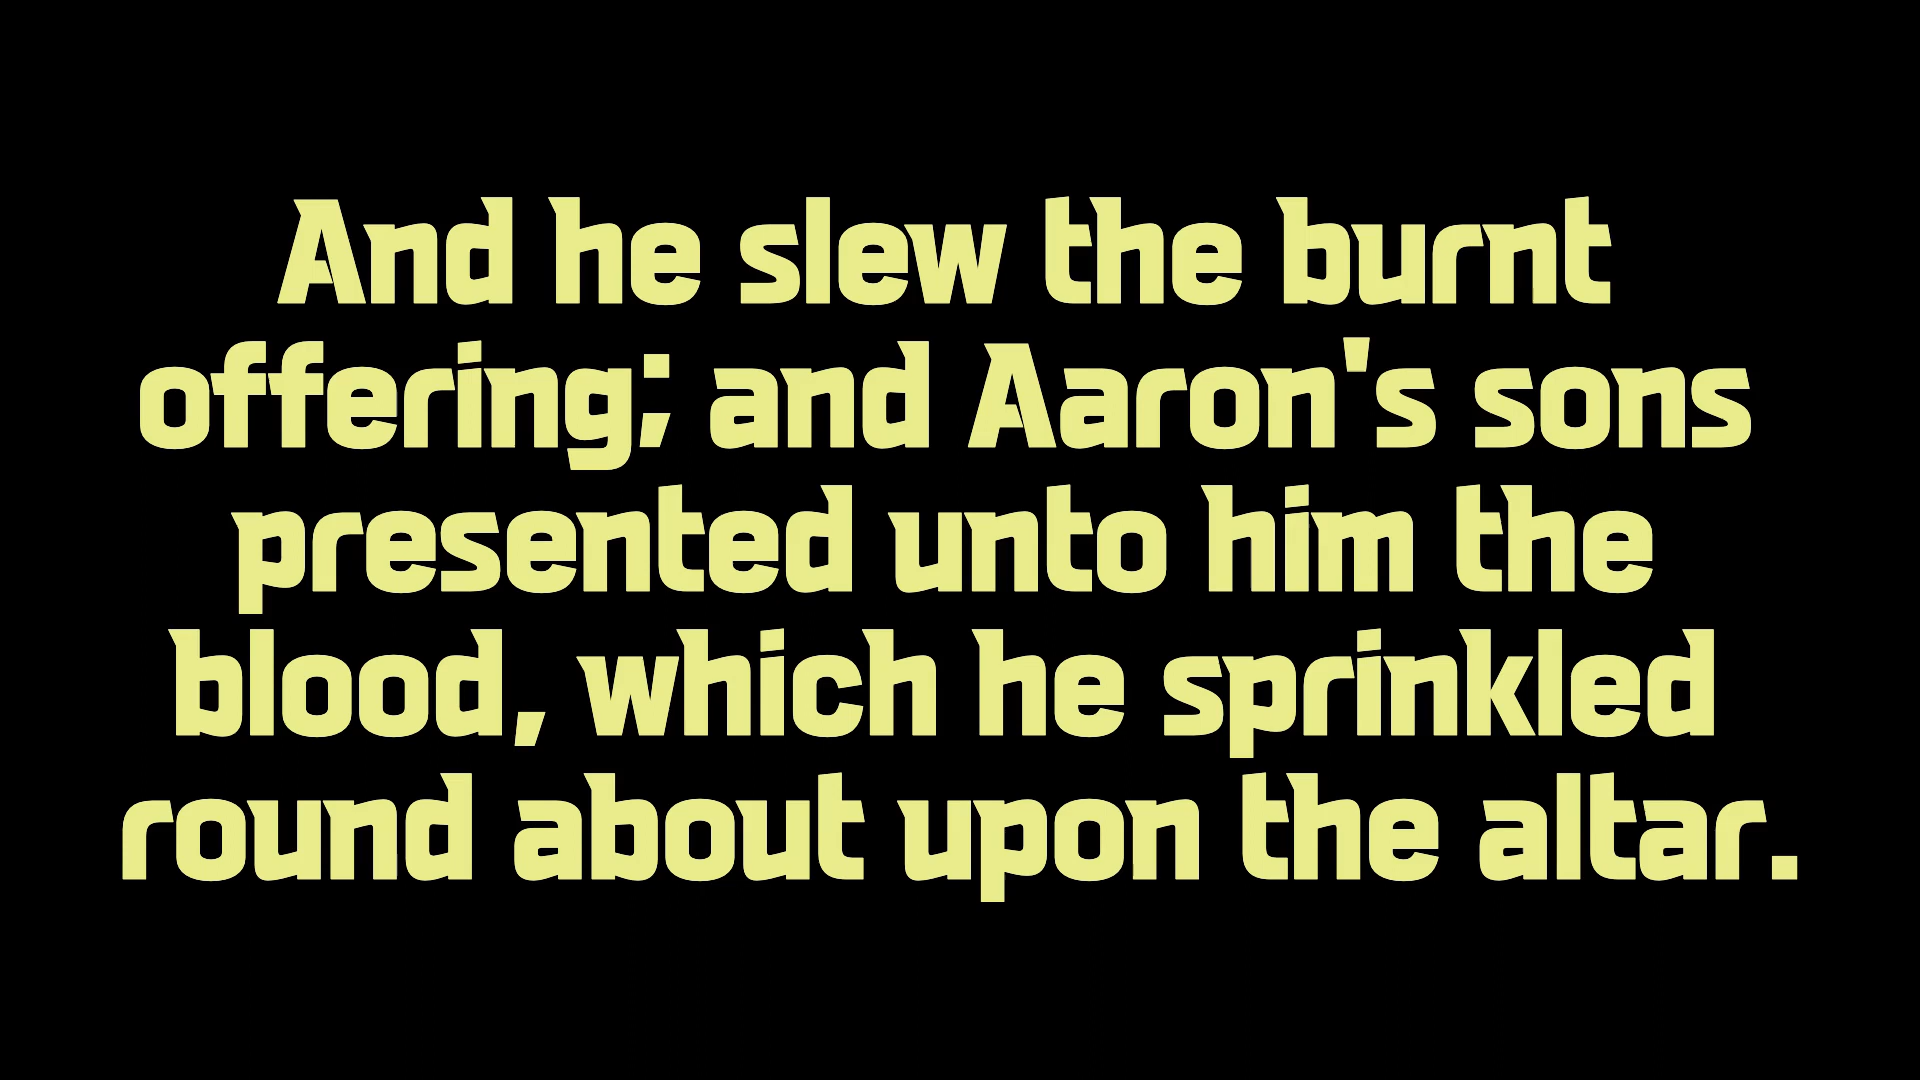 And he slew the burnt
offering; and Aaron's sons
presented unto him the
blood, which he sprinkled
round about upon the altar.